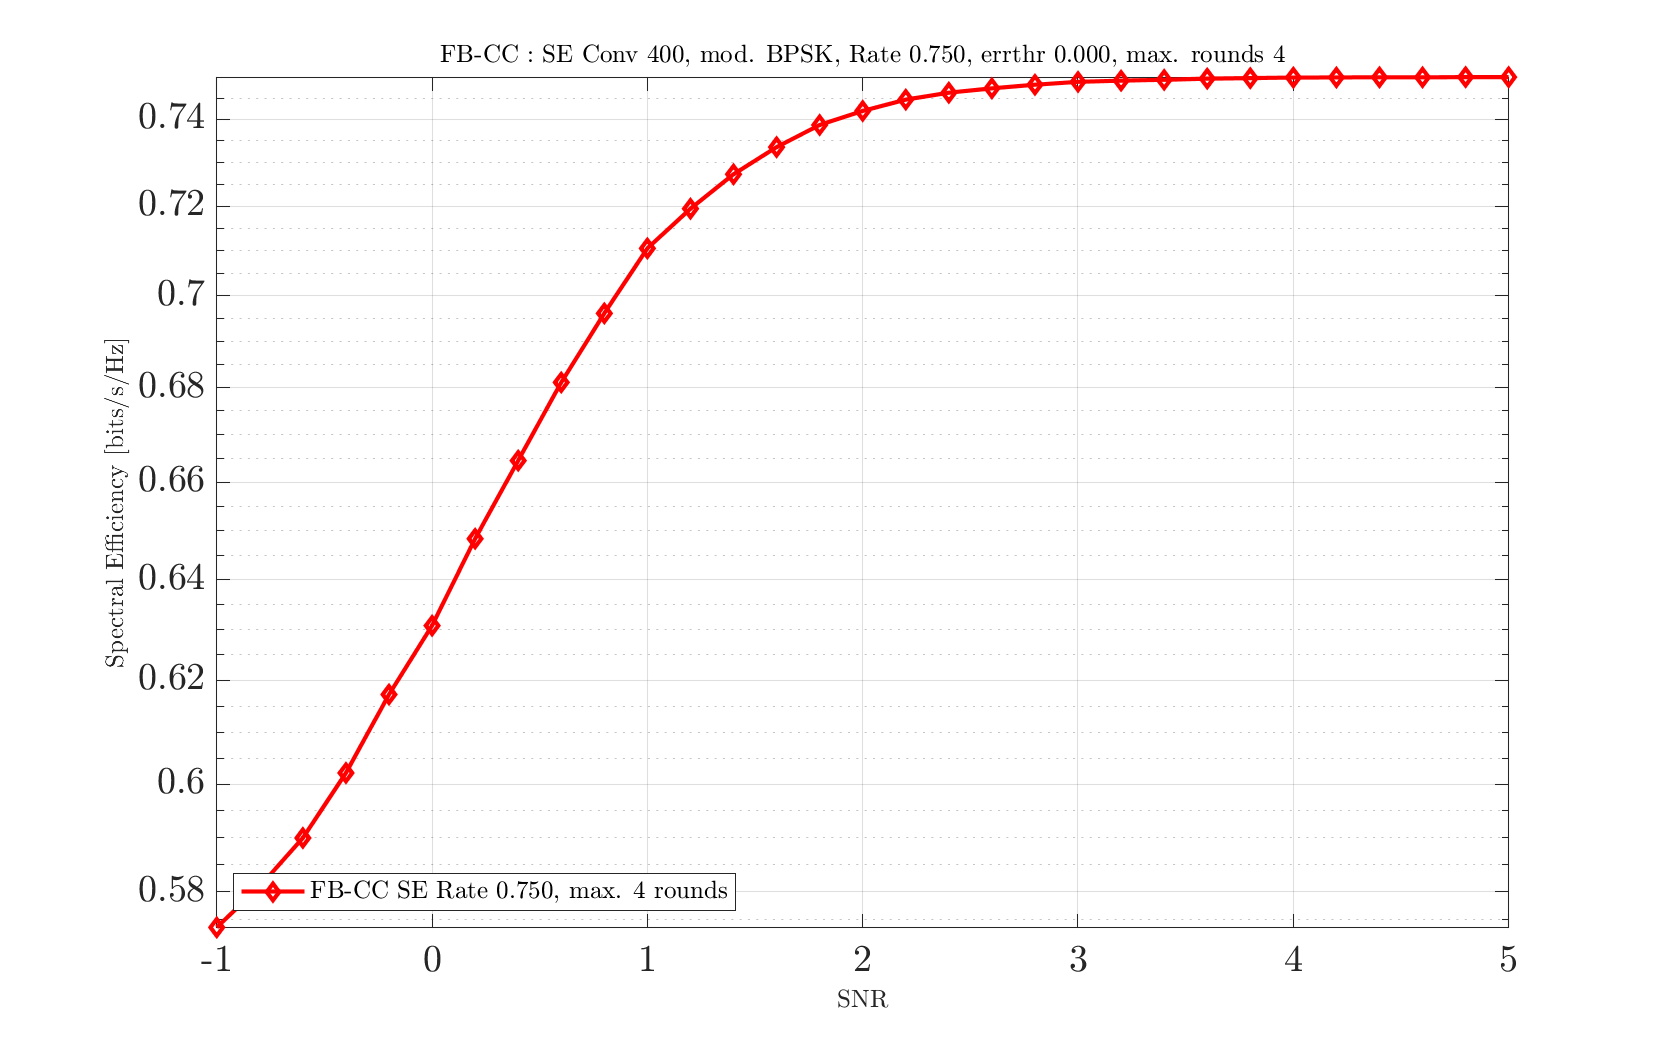 FB-CC : SE Conv 400, mod. BPSK, Rate 0.750, errthr 0.000, max. rounds 4
0.74
0.72
0.7
0.68
0.66
0.64
0.62
0.6
0.58
Spectral Efficiency [bits/s/Hz]
FB-CC SE Rate 0.750, max. 4 rounds
-1 0 1 2 3 4 5
SNR